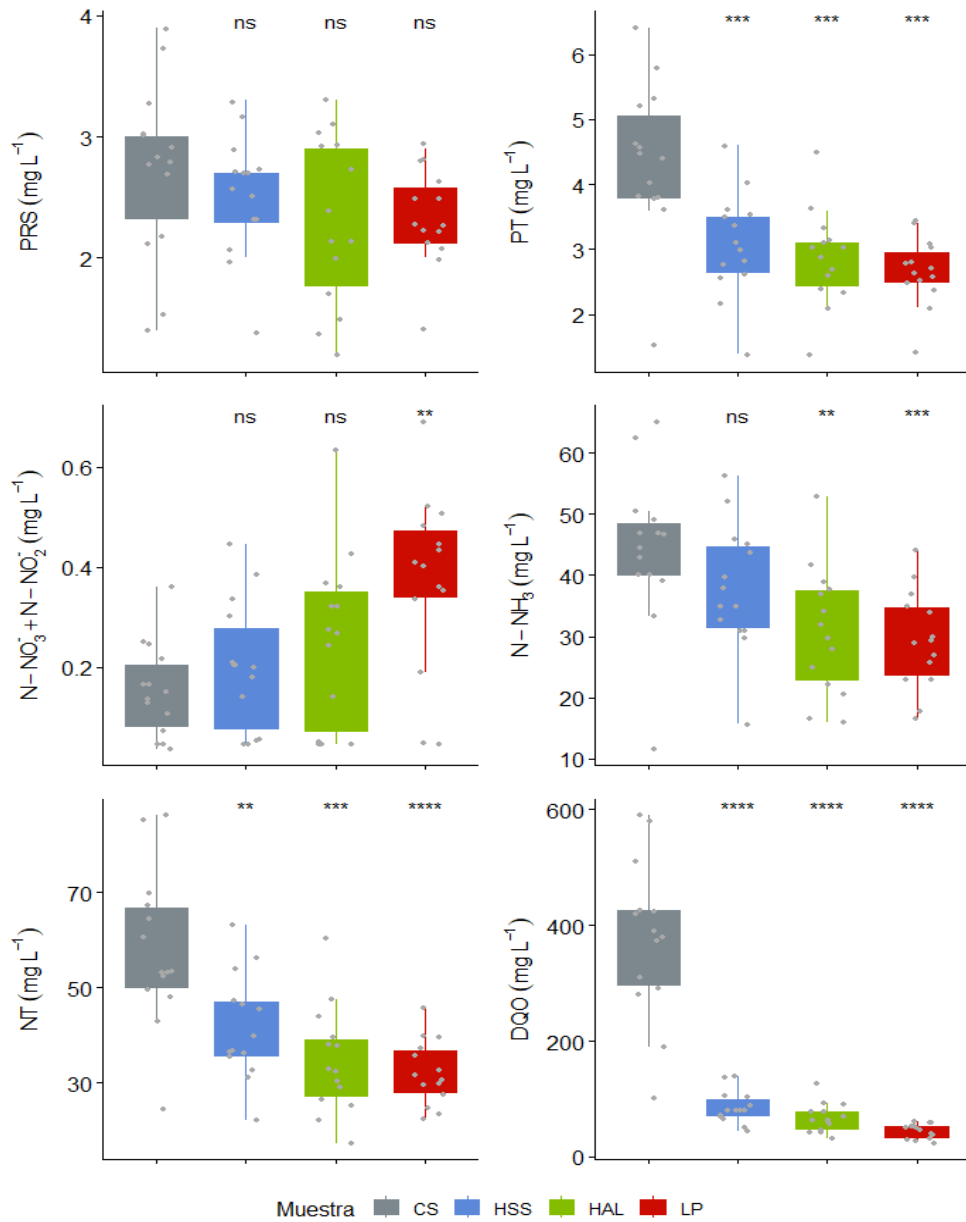 ns ns ns
4
3
2
PRS (mg L⁻¹)
*** *** ***
6
5
4
3
2
PT (mg L⁻¹)
ns ns **
0.6
0.4
0.2
N−NO₃⁻ + N−NO₂⁻ (mg L⁻¹)
ns ** ***
60
50
40
30
20
10
N−NH₃ (mg L⁻¹)
** *** ****
70
50
30
NT (mg L⁻¹)
**** **** ****
600
400
200
0
DQO (mg L⁻¹)
Muestra CS HSS HAL LP